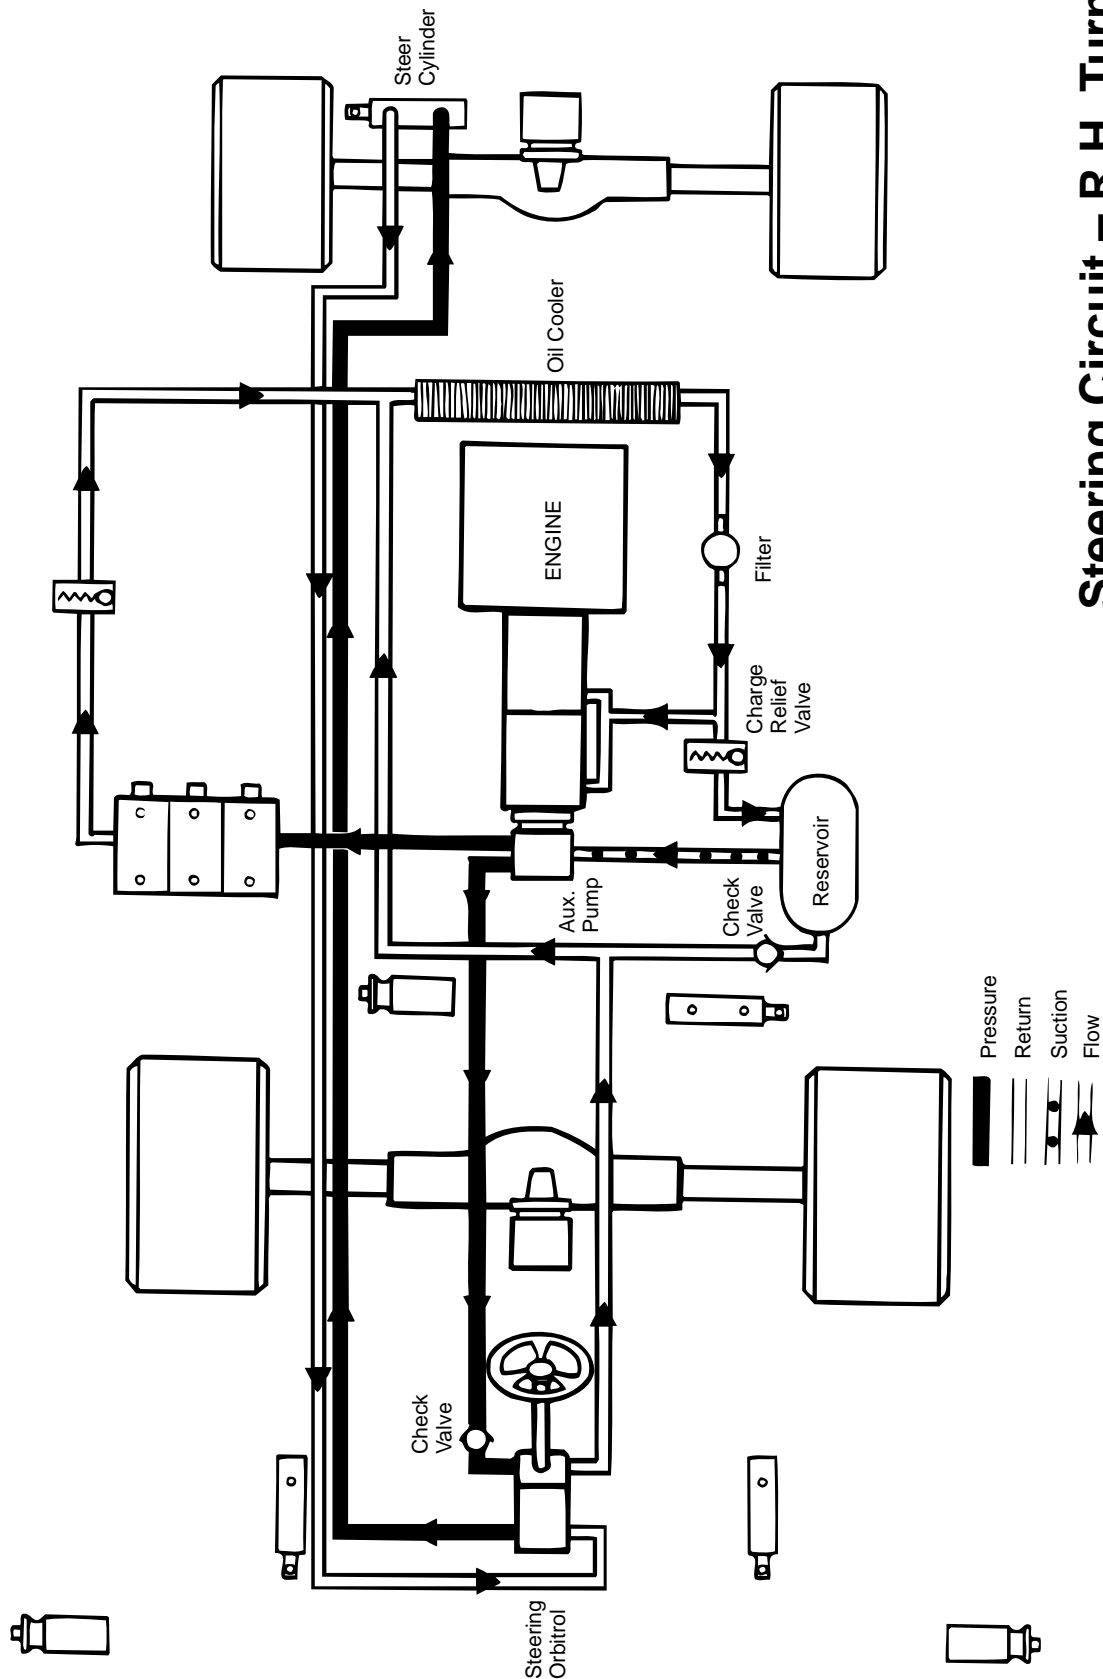 Steer
Cylinder
Check
Valve
Steering
Orbitrol
ENGINE
Oil Cooler
Aux.
Pump
Check
Valve
Charge
Relief
Valve
Filter
Reservoir
Pressure
Return
Suction
Flow
Steering Circuit – R.H. Turn